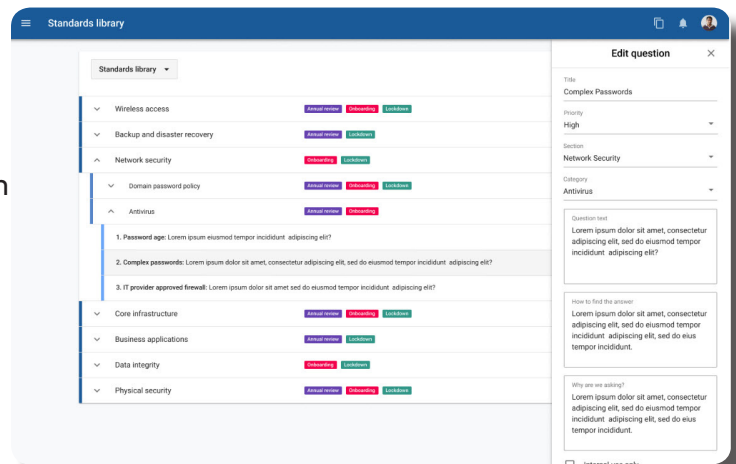 Standards library
Standards library
Wireless access
Annual review Onboarding Lockdown
Backup and disaster recovery
Annual review Lockdown
Network security
Onboarding Lockdown
n
Domain password policy
Annual review Onboarding Lockdown
Antivirus
Annual review Onboarding
1. Password age: Lorem ipsum eiusmod tempor incididunt adipiscing elit?
2. Complex passwords: Lorem ipsum dolor sit amet, consectetur adipiscing elit, sed do eiusmod tempor incididunt adipiscing elit?
3. IT provider approved firewall: Lorem ipsum dolor sit amet sed do eiusmod tempor incididunt adipiscing elit?
Core infrastructure
Annual review Onboarding Lockdown
Business applications
Annual review Lockdown
Data integrity
Onboarding Lockdown
Physical security
Annual review Onboarding Lockdown
Edit question
Title
Complex Passwords
Priority
High
Section
Network Security
Category
Antivirus
Question text
Lorem ipsum dolor sit amet, consectetur
adipiscing elit, sed do eiusmod tempor
incididunt adipiscing elit?
How to find the answer
Lorem ipsum dolor sit amet, consectetur
adipiscing elit, sed do eiusmod tempor
incididunt adipiscing elit, sed do eius
tempor incididunt.
Why are we asking?
Lorem ipsum dolor sit amet, consectetur
adipiscing elit, sed do eiusmod tempor
incididunt adipiscing elit, sed do eius
tempor incididunt.
Internal use only